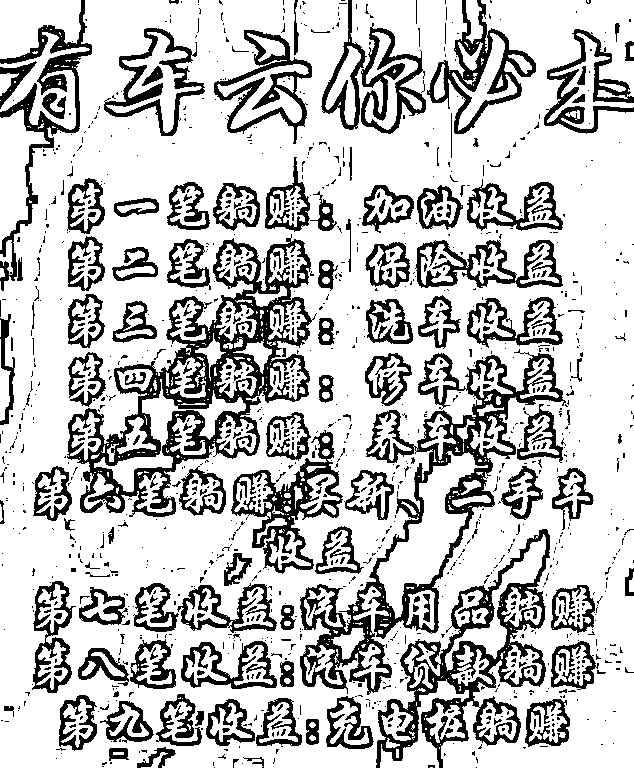 有车云你必来
第一笔躺赚：加油收益
第二笔躺赚：保险收益
第三笔躺赚：洗车收益
第四笔躺赚：修车收益
第五笔躺赚：养车收益
第六笔躺赚:买新、二手车
收益
第七笔收益:汽车用品躺赚
第八笔收益:汽车贷款躺赚
第九笔收益:充电桩躺赚